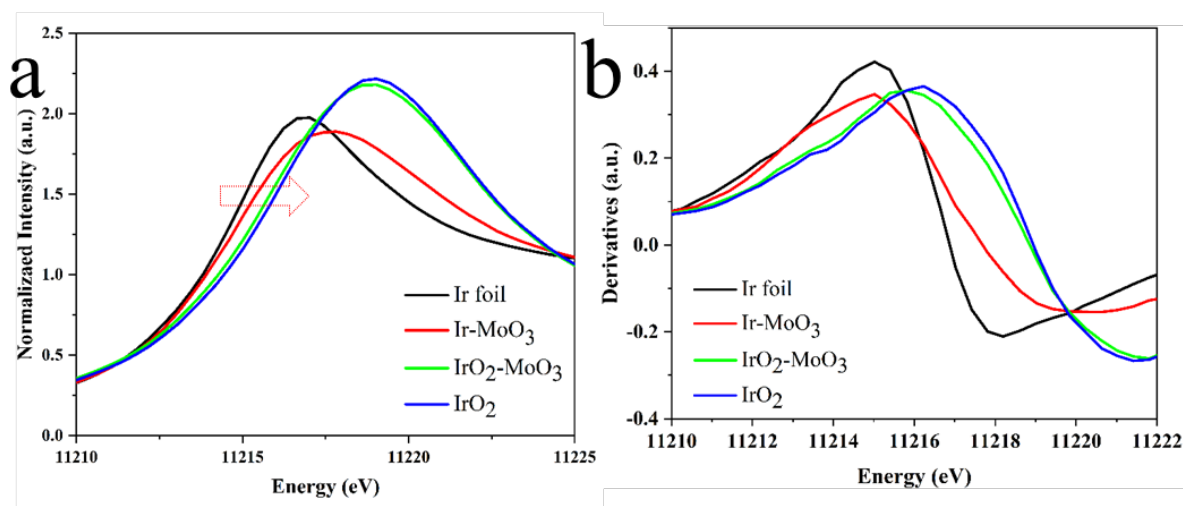 a
Normalizaed Intensity (a.u.)
2.5
2.0
1.5
1.0
0.5
0.0
11210
11215
11220
11225
Energy (eV)
Ir foil
Ir-MoO3
IrO2-MoO3
IrO2
b
Derivatives (a.u.)
0.4
0.2
0.0
-0.2
-0.4
11210
11212
11214
11216
11218
11220
11222
Energy (eV)
Ir foil
Ir-MoO3
IrO2-MoO3
IrO2